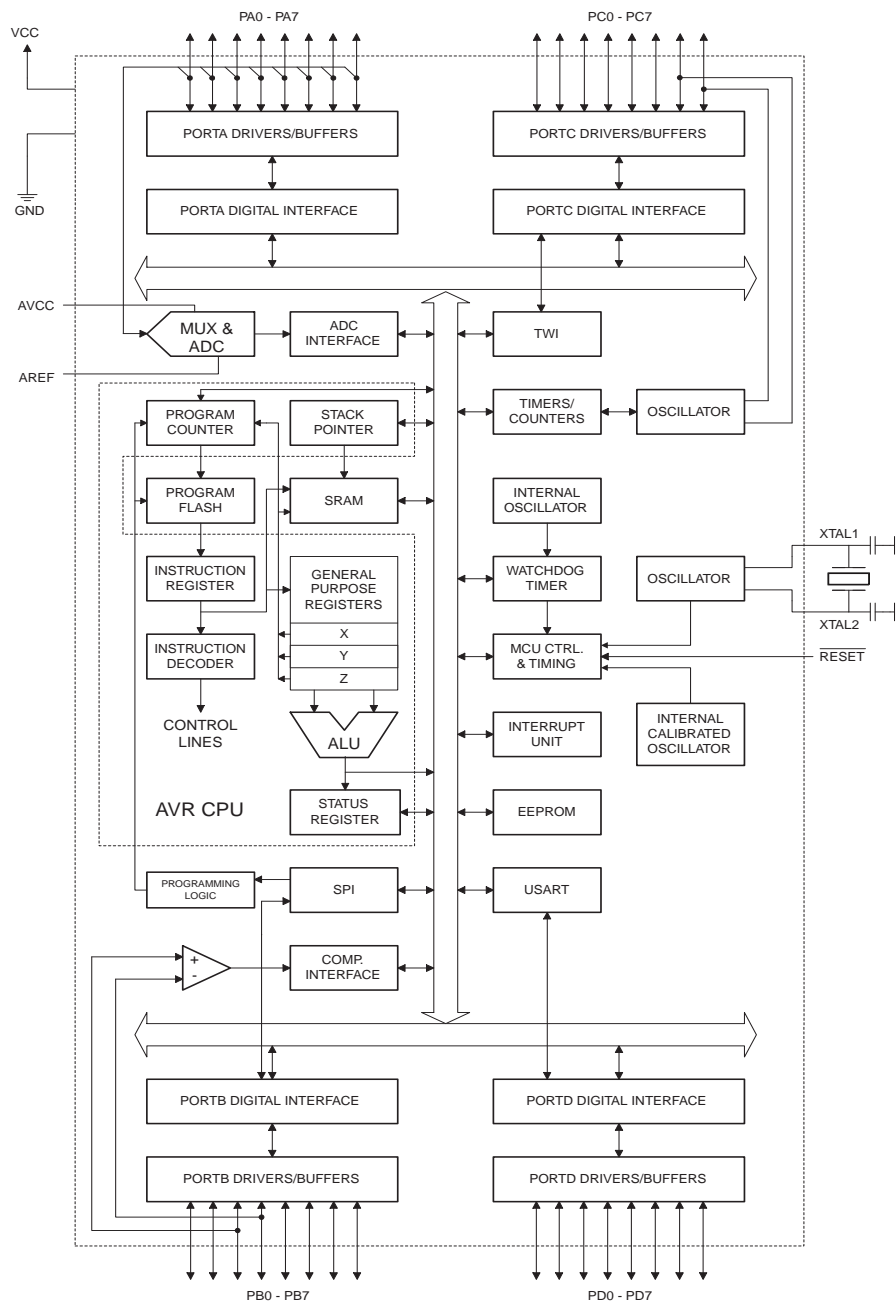 PA0 - PA7
PC0 - PC7
VCC
PORTA DRIVERS/BUFFERS
PORTC DRIVERS/BUFFERS
GND
PORTA DIGITAL INTERFACE
PORTC DIGITAL INTERFACE
AVCC
MUX &
ADC
ADC
INTERFACE
TWI
AREF
PROGRAM
COUNTER
STACK
POINTER
TIMERS/
COUNTERS
OSCILLATOR
PROGRAM
FLASH
SRAM
INTERNAL
OSCILLATOR
XTAL1
INSTRUCTION
REGISTER
GENERAL
PURPOSE
REGISTERS
WATCHDOG
TIMER
OSCILLATOR
XTAL2
X
INSTRUCTION
DECODER
Y
MCU CTRL.
& TIMING
RESET
Z
CONTROL
LINES
ALU
INTERRUPT
UNIT
INTERNAL
CALIBRATED
OSCILLATOR
AVR CPU
STATUS
REGISTER
EEPROM
PROGRAMMING
LOGIC
SPI
USART
+
-
COMP.
INTERFACE
PORTB DIGITAL INTERFACE
PORTD DIGITAL INTERFACE
PORTB DRIVERS/BUFFERS
PORTD DRIVERS/BUFFERS
PB0 - PB7
PD0 - PD7